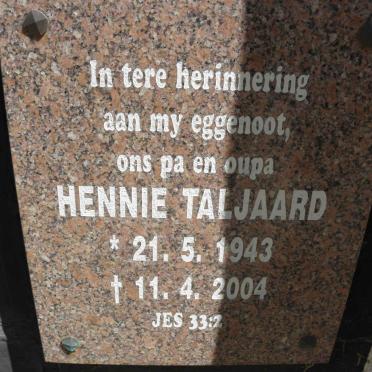 In tere herinnering
aan my eggenoot,
ons pa en oupa
HENNIE TALJAARD
* 21. 5. 1943
† 11. 4. 2004
JES 33:2